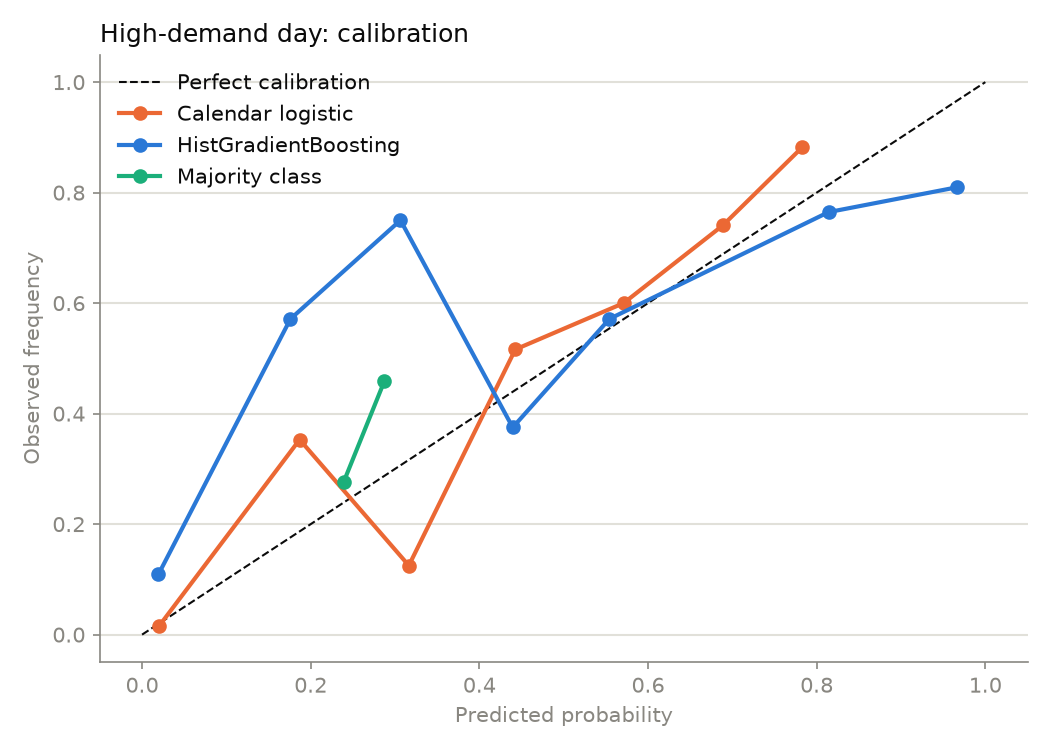 High-demand day: calibration
Perfect calibration
Calendar logistic
HistGradientBoosting
Majority class
1.0
0.8
0.6
0.4
0.2
0.0
Observed frequency
0.0 0.2 0.4 0.6 0.8 1.0
Predicted probability